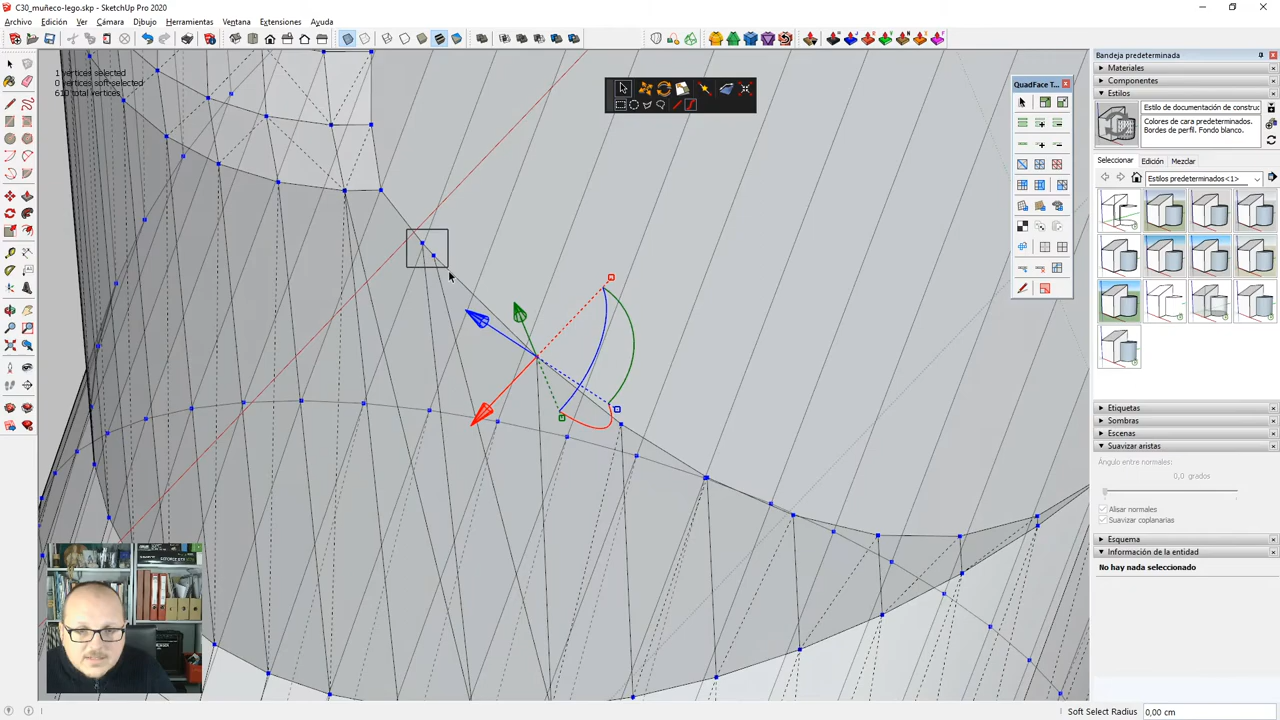 C30_muñeco-lego.skp - SketchUp Pro 2020
Archivo Edición Ver Cámara Dibujo Herramientas Ventana Extensiones Ayuda
1 vertices selected
0 vertices soft-selected
610 total vertices
QuadFace T...
Bandeja predeterminada
Materiales
Componentes
Estilos
Estilo de documentación de construc
Colores de cara predeterminados.
Bordes de perfil. Fondo blanco.
Seleccionar Edición Mezclar
Estilos predeterminados<1>
Etiquetas
Sombras
Escenas
Suavizar aristas
Ángulo entre normales:
0,0 grados
Alisar normales
Suavizar coplanarias
Esquema
Información de la entidad
No hay nada seleccionado
Soft Select Radius 0,00 cm